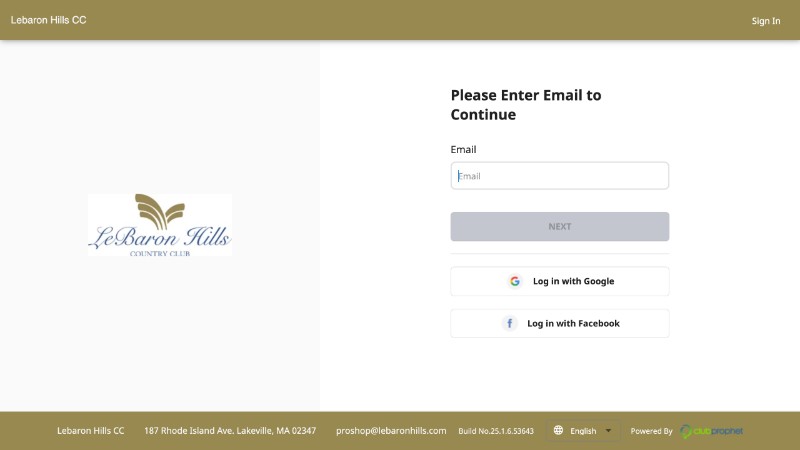 Lebaron Hills CC
Sign In
LeBaron Hills
COUNTRY CLUB
Please Enter Email to
Continue
Email
Email
NEXT
Log in with Google
Log in with Facebook
Lebaron Hills CC
187 Rhode Island Ave. Lakeville, MA 02347
proshop@lebaronhills.com
Build No.25.1.6.53643
English
Powered By
clubprophet